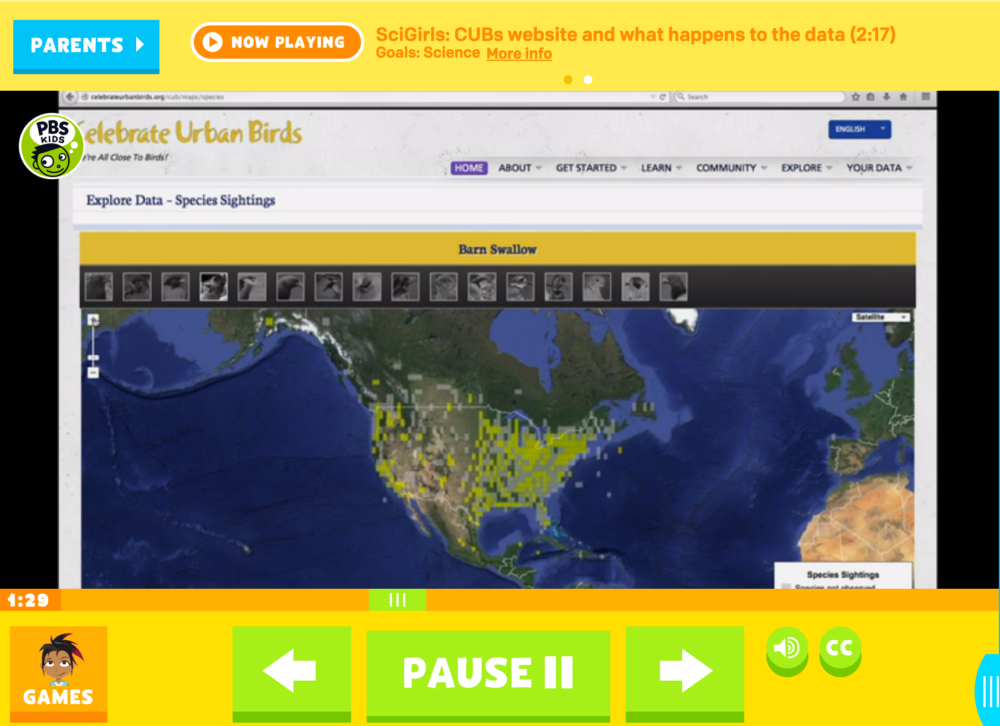 PARENTS
NOW PLAYING
SciGirls: CUBs website and what happens to the data (2:17)
Goals: Science More info
celebrateurbanbirds.org/cub/maps/species
Search
PBS
KIDS
elebrate Urban Birds
e're All Close To Birds!
ENGLISH
HOME ABOUT GET STARTED LEARN COMMUNITY EXPLORE YOUR DATA
Explore Data - Species Sightings
Barn Swallow
Satellite
Species Sightings
Species not observed
1:29
GAMES
PAUSE
CC